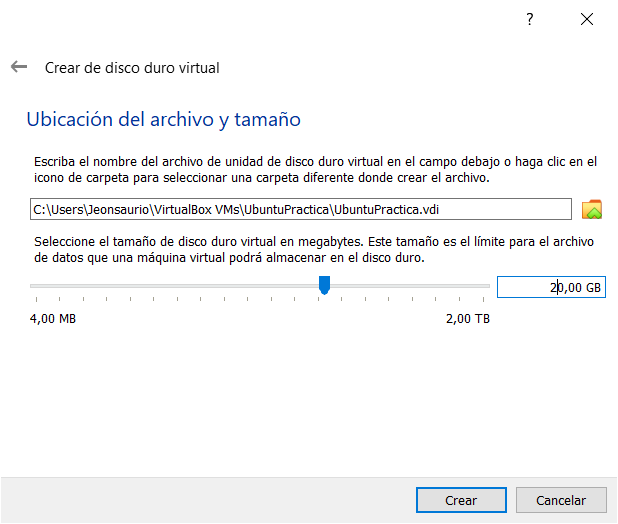 ?
Crear de disco duro virtual
Ubicación del archivo y tamaño
Escriba el nombre del archivo de unidad de disco duro virtual en el campo debajo o haga clic en el
icono de carpeta para seleccionar una carpeta diferente donde crear el archivo.
C:\Users\Jeonsaurio\VirtualBox VMs\UbuntuPractica\UbuntuPractica.vdi
Seleccione el tamaño de disco duro virtual en megabytes. Este tamaño es el límite para el archivo
de datos que una máquina virtual podrá almacenar en el disco duro.
20,00 GB
4,00 MB 2,00 TB
Crear Cancelar